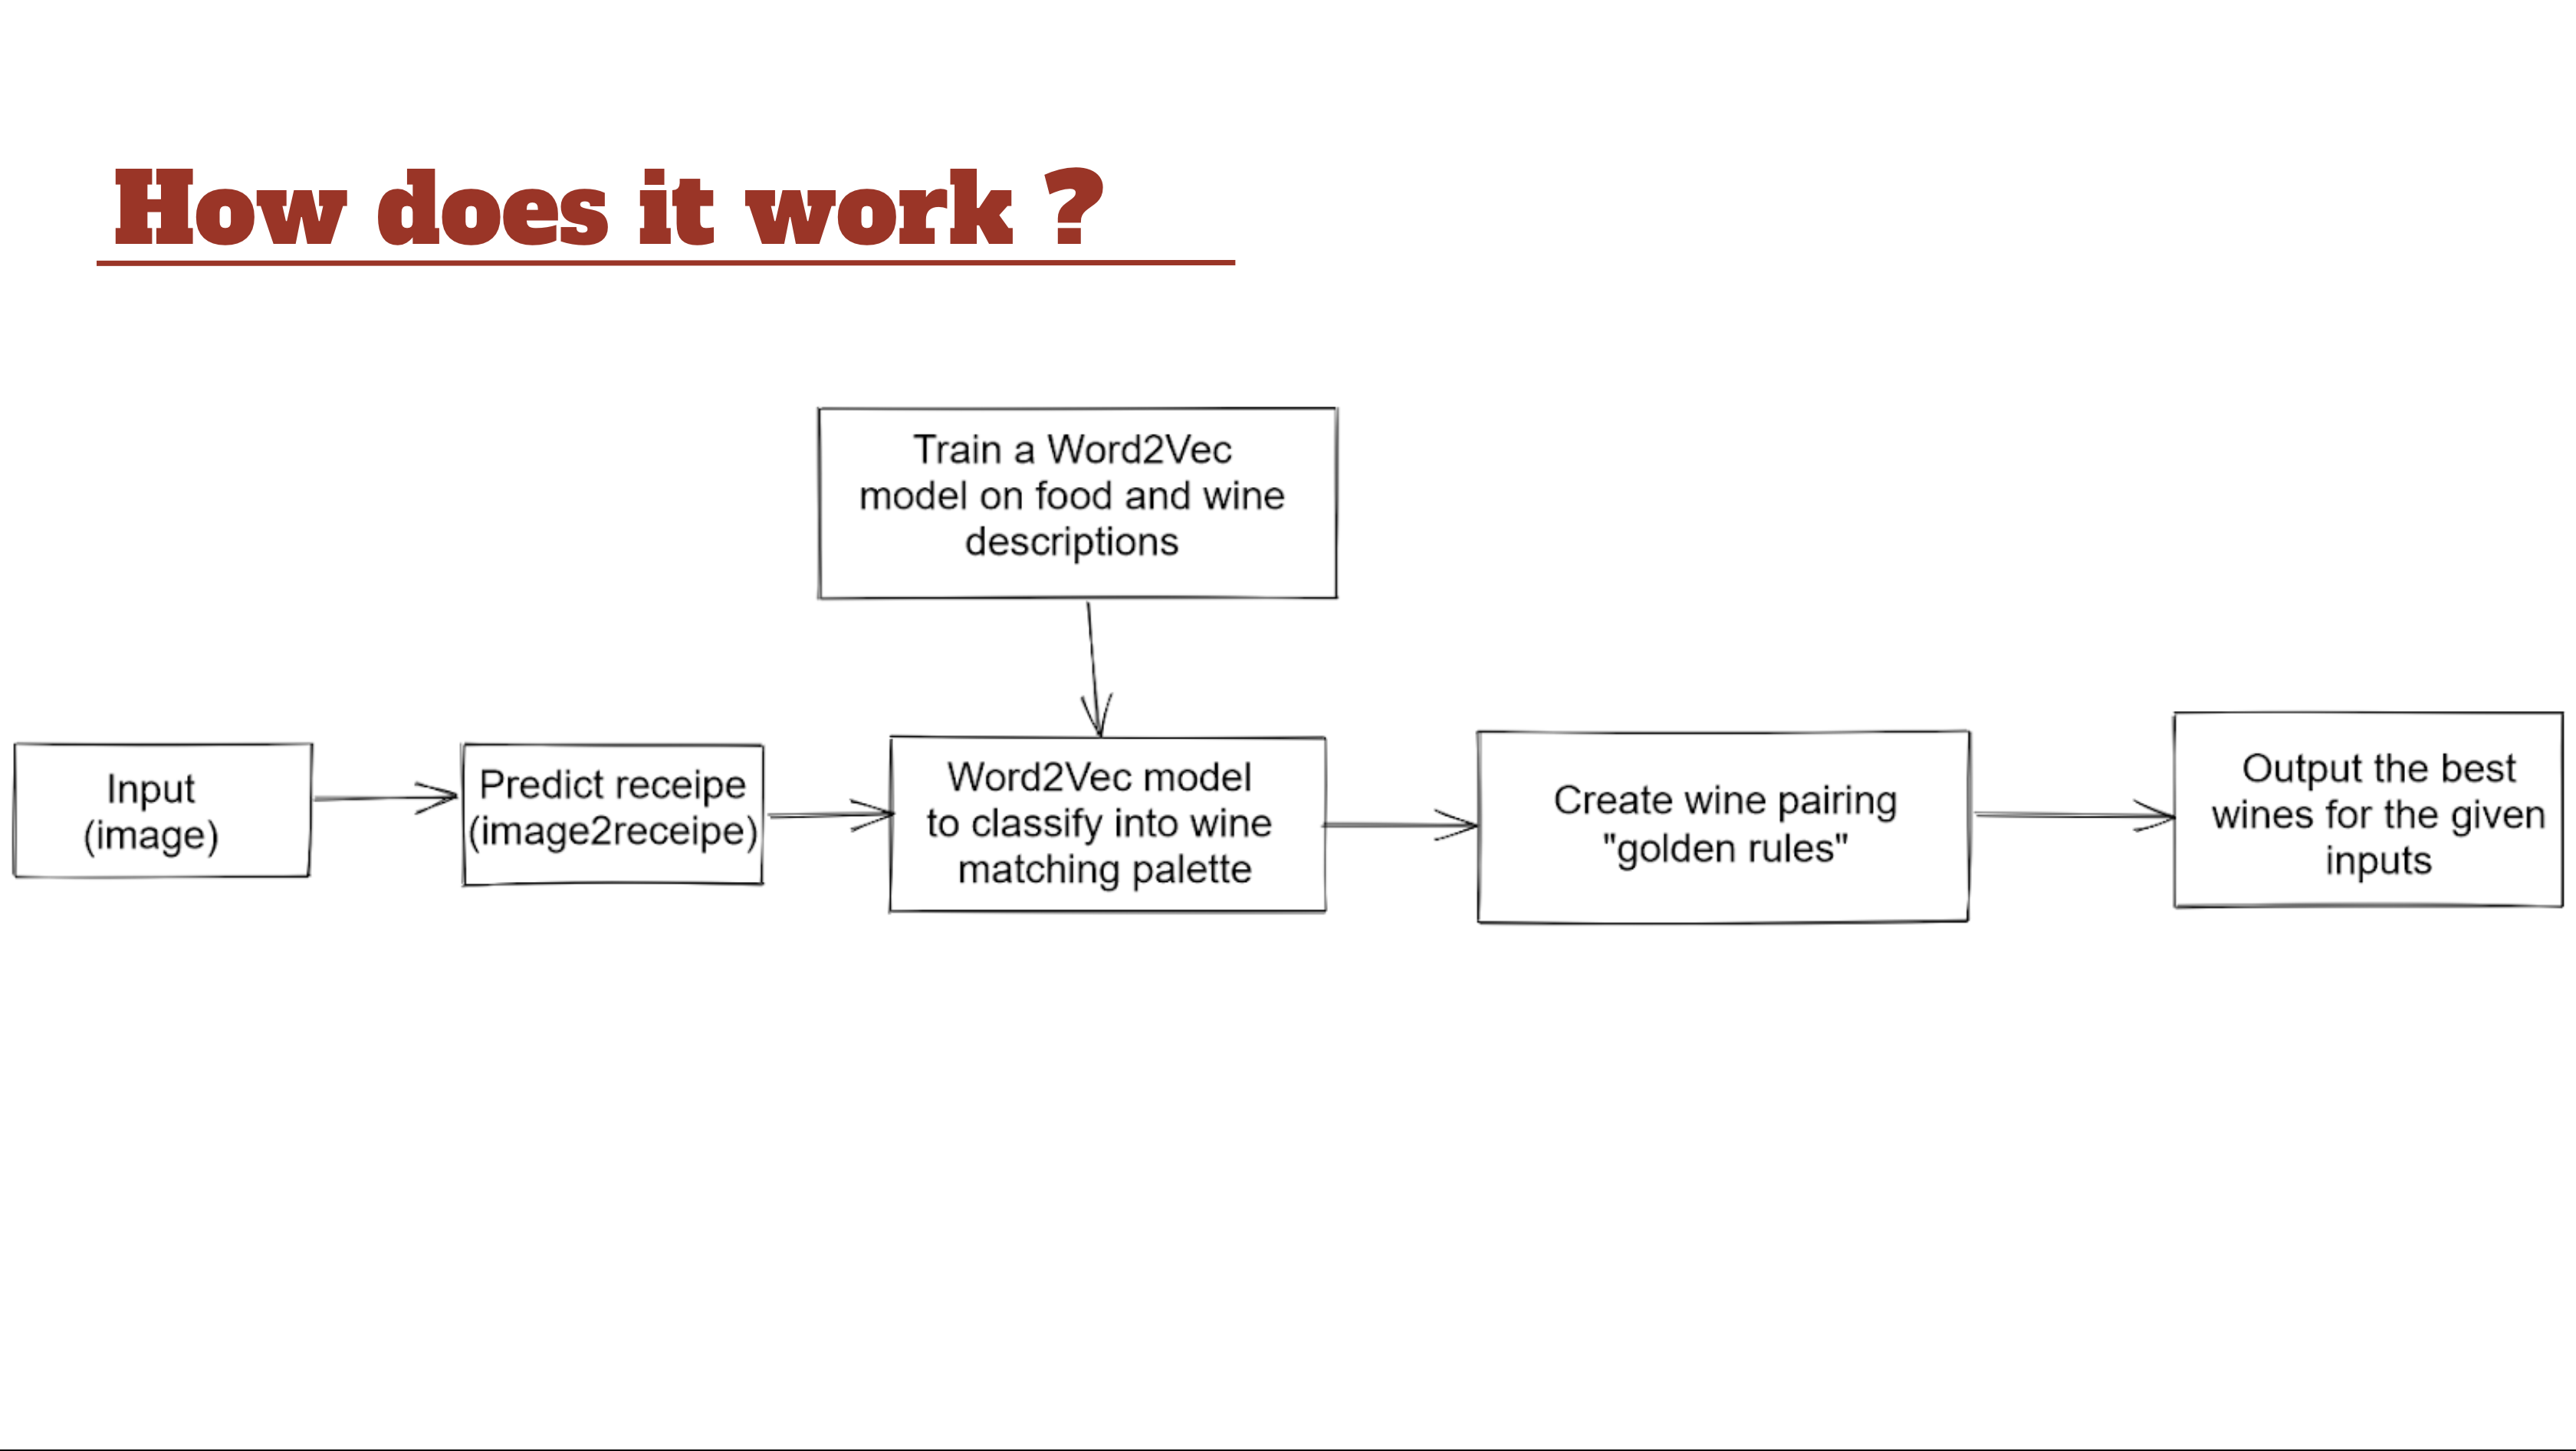 How does it work ?
Train a Word2Vec
model on food and wine
descriptions
Input
(image)
Predict receipe
(image2receipe)
Word2Vec model
to classify into wine
matching palette
Create wine pairing
"golden rules"
Output the best
wines for the given
inputs